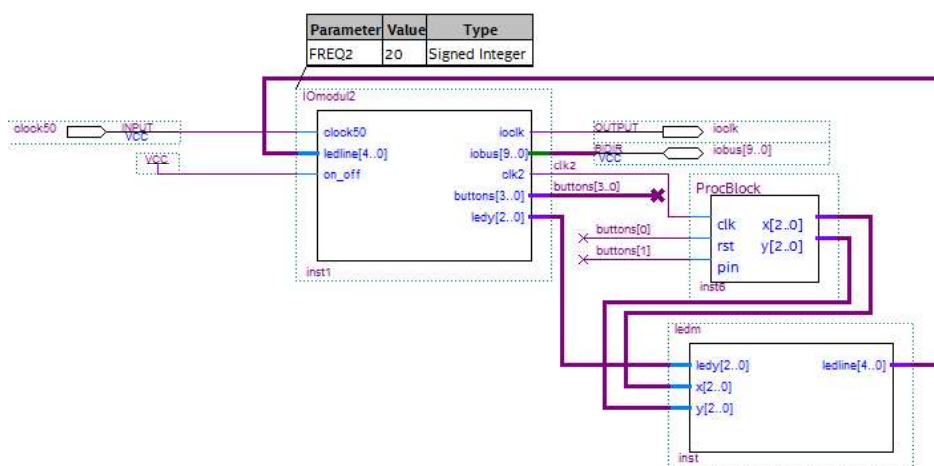 Parameter Value Type
FREQ2 20 Signed Integer
IOmodul2
clock50 INPUT VCC
VCC
clock50 ioclk
ledline[4..0] iobus[9..0]
on_off clk2
buttons[3..0]
ledy[2..0]
inst1
OUTPUT ioclk
BIDIR VCC iobus[9..0]
clk2
buttons[3..0]
buttons[0]
buttons[1]
ProcBlock
clk x[2..0]
rst y[2..0]
pin
inst6
ledm
ledy[2..0] ledline[4..0]
x[2..0]
y[2..0]
inst